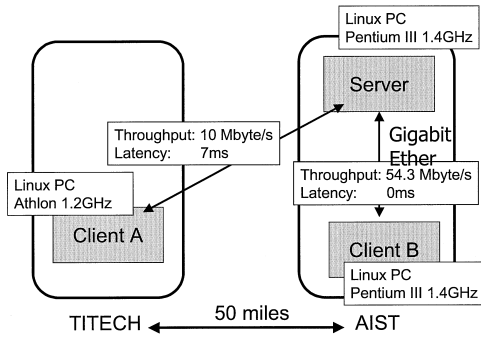 Linux PC
Pentium III 1.4GHz
Server
Throughput: 10 Mbyte/s
Latency: 7ms
Gigabit
Ether
Throughput: 54.3 Mbyte/s
Latency: 0ms
Linux PC
Athlon 1.2GHz
Client A
Client B
Linux PC
Pentium III 1.4GHz
TITECH
50 miles
AIST